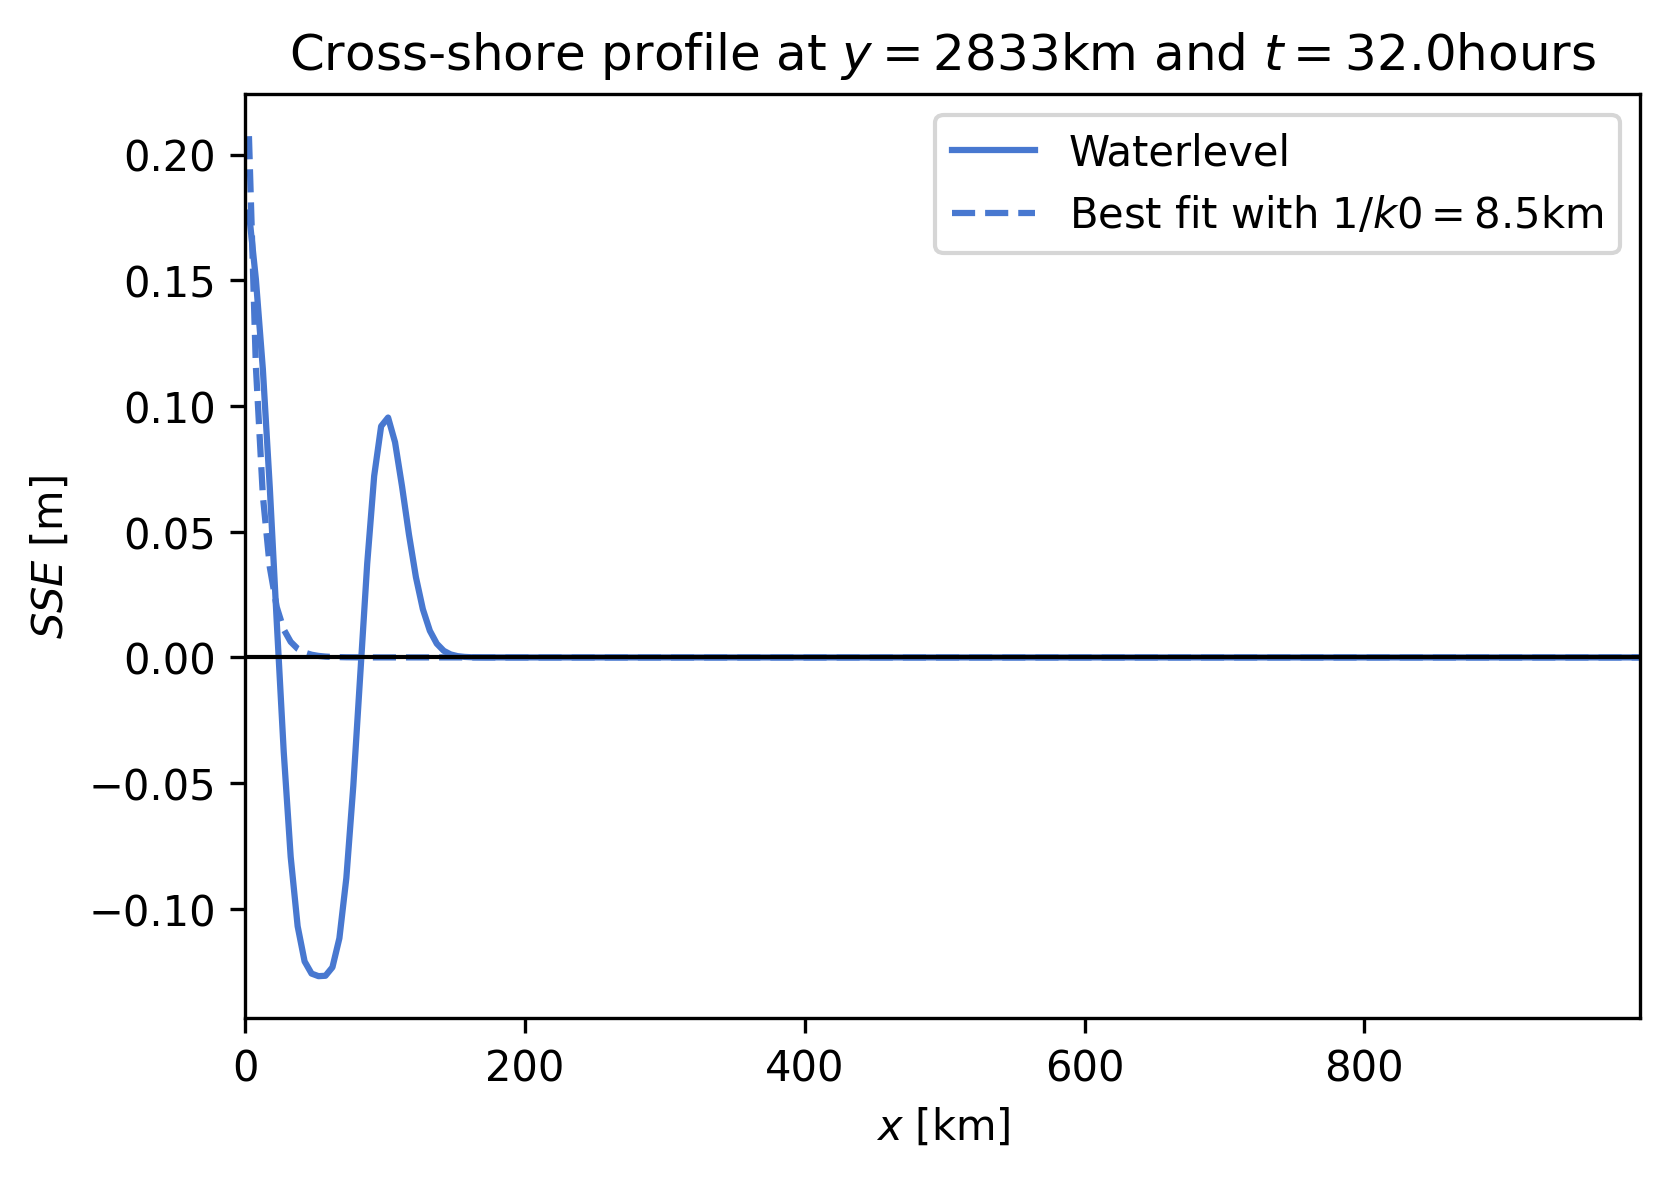 Cross-shore profile at y = 2833km and t = 32.0hours
Waterlevel
Best fit with 1/k0 = 8.5km
SSE [m]
0.20
0.15
0.10
0.05
0.00
−0.05
−0.10
0 200 400 600 800
x [km]